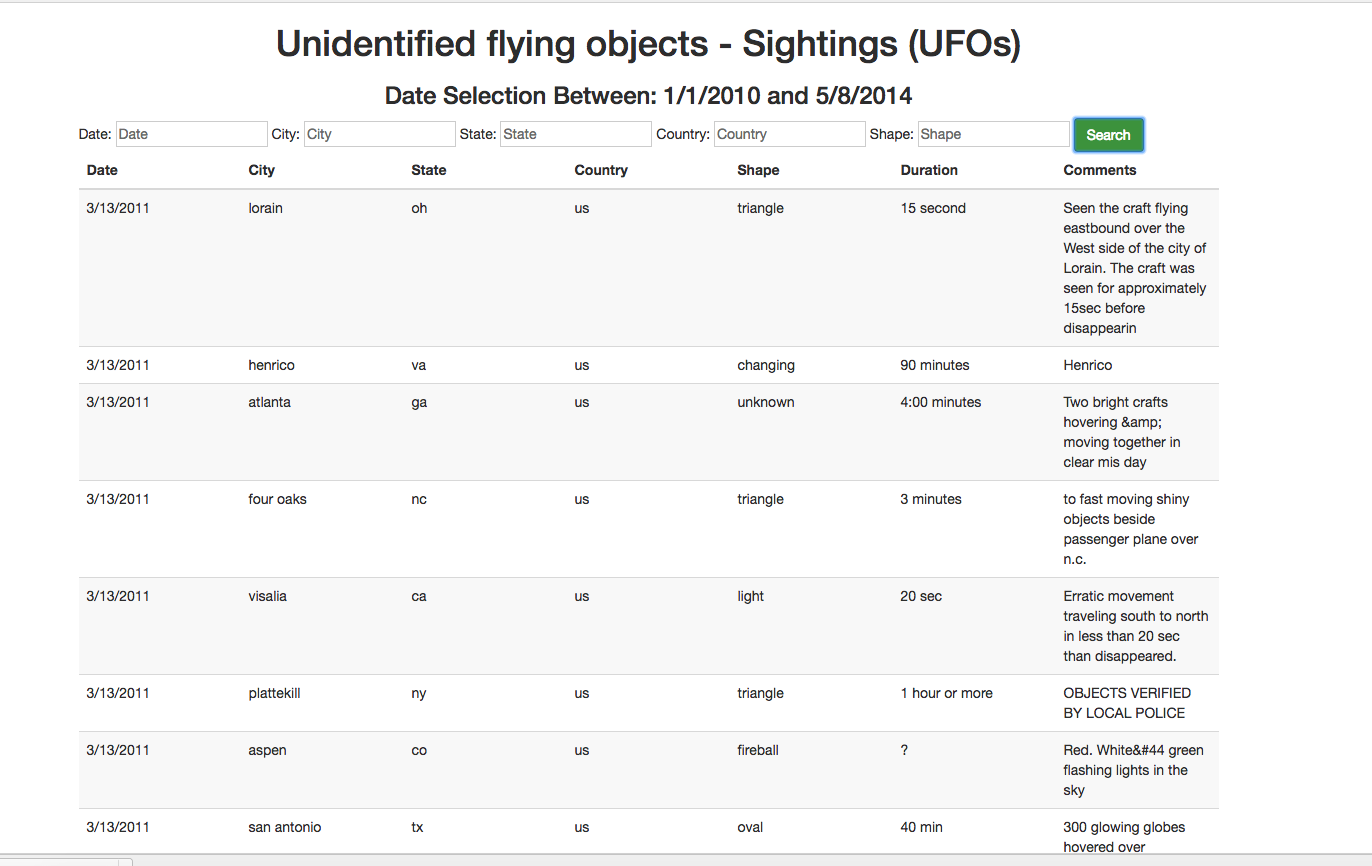 Unidentified flying objects - Sightings (UFOs)
Date Selection Between: 1/1/2010 and 5/8/2014
Date: Date City: City State: State Country: Country Shape: Shape Search
Date City State Country Shape Duration Comments
3/13/2011 lorain oh us triangle 15 second Seen the craft flying
eastbound over the
West side of the city of
Lorain. The craft was
seen for approximately
15sec before
disappearin
3/13/2011 henrico va us changing 90 minutes Henrico
3/13/2011 atlanta ga us unknown 4:00 minutes Two bright crafts
hovering &amp;amp;
moving together in
clear mis day
3/13/2011 four oaks nc us triangle 3 minutes to fast moving shiny
objects beside
passenger plane over
n.c.
3/13/2011 visalia ca us light 20 sec Erratic movement
traveling south to north
in less than 20 sec
than disappeared.
3/13/2011 plattekill ny us triangle 1 hour or more OBJECTS VERIFIED
BY LOCAL POLICE
3/13/2011 aspen co us fireball ? Red. White&#44 green
flashing lights in the
sky
3/13/2011 san antonio tx us oval 40 min 300 glowing globes
hovered over